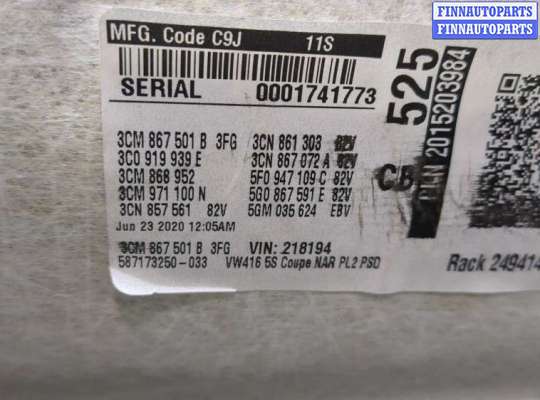 FINNAUTOPARTS
FINNAUTOPARTS
MFG. Code C9J 11S
SERIAL 0001741773
3CM 867 501 B 3FG 3CN 861 303 82V
3C0 919 939 E 3CN 867 072 A 82V
3CM 868 952 5F0 947 109 C 82V
3CM 971 100 N 5G0 867 591 E 82V
3CN 857 561 82V 5GM 035 624 EBV
Jun 23 2020 12:05AM
3CM 867 501 B 3FG VIN: 218194
587173250-033 VW416 5S Coupe NAR PL2 PSD
525
2015203984
Rack 249414